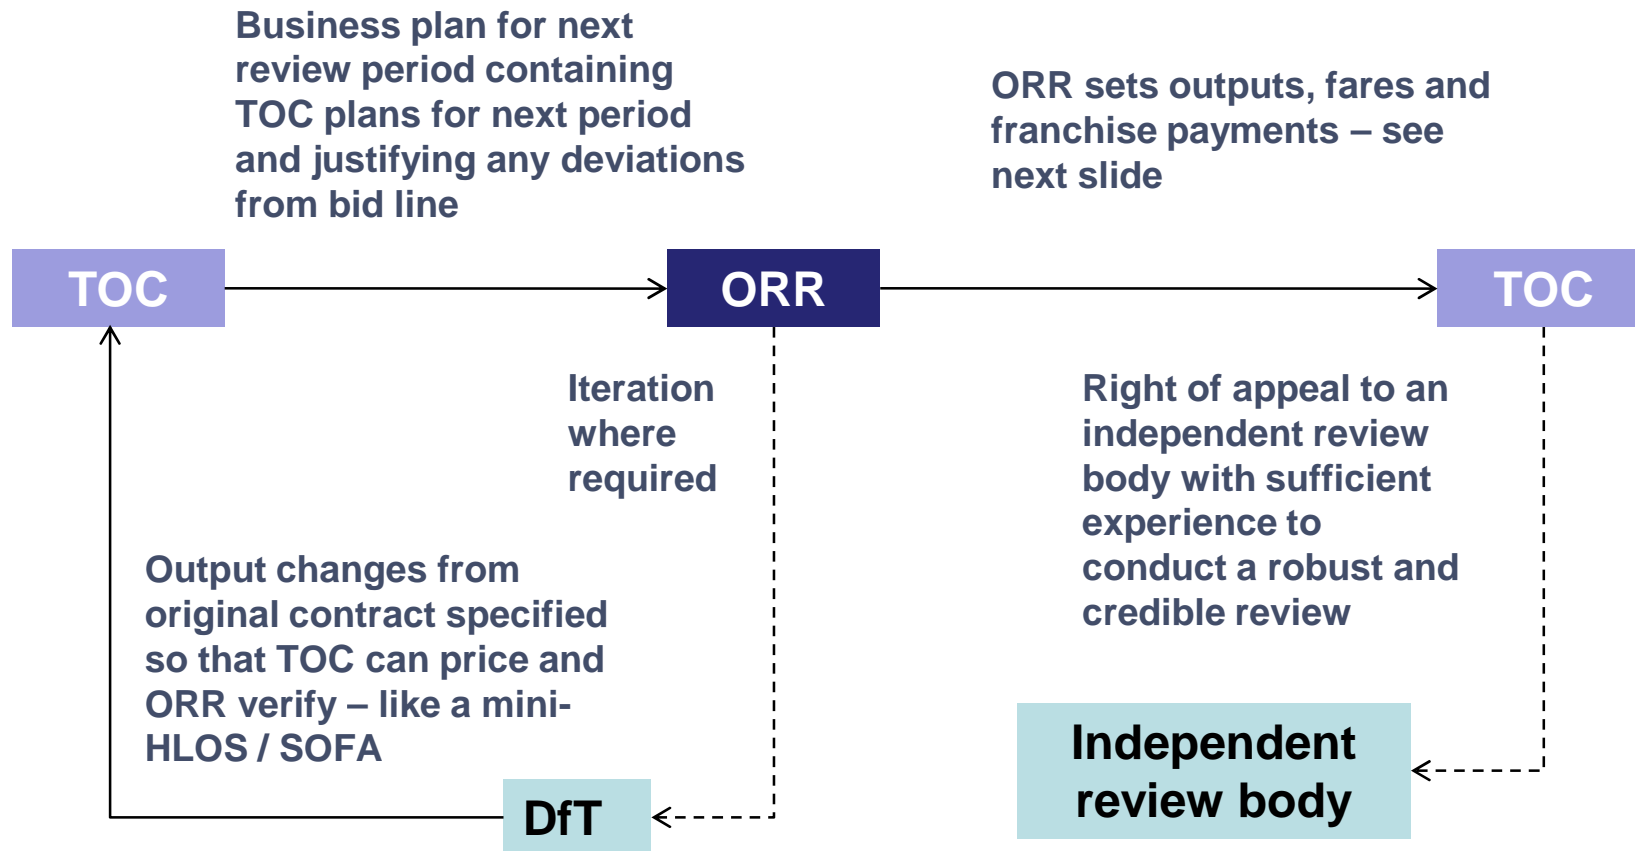 Business plan for next
review period containing
TOC plans for next period
and justifying any deviations
from bid line
ORR sets outputs, fares and
franchise payments – see
next slide
TOC
ORR
TOC
Iteration
where
required
Right of appeal to an
independent review
body with sufficient
experience to
conduct a robust and
credible review
Output changes from
original contract specified
so that TOC can price and
ORR verify – like a mini-
HLOS / SOFA
Independent
review body
DfT